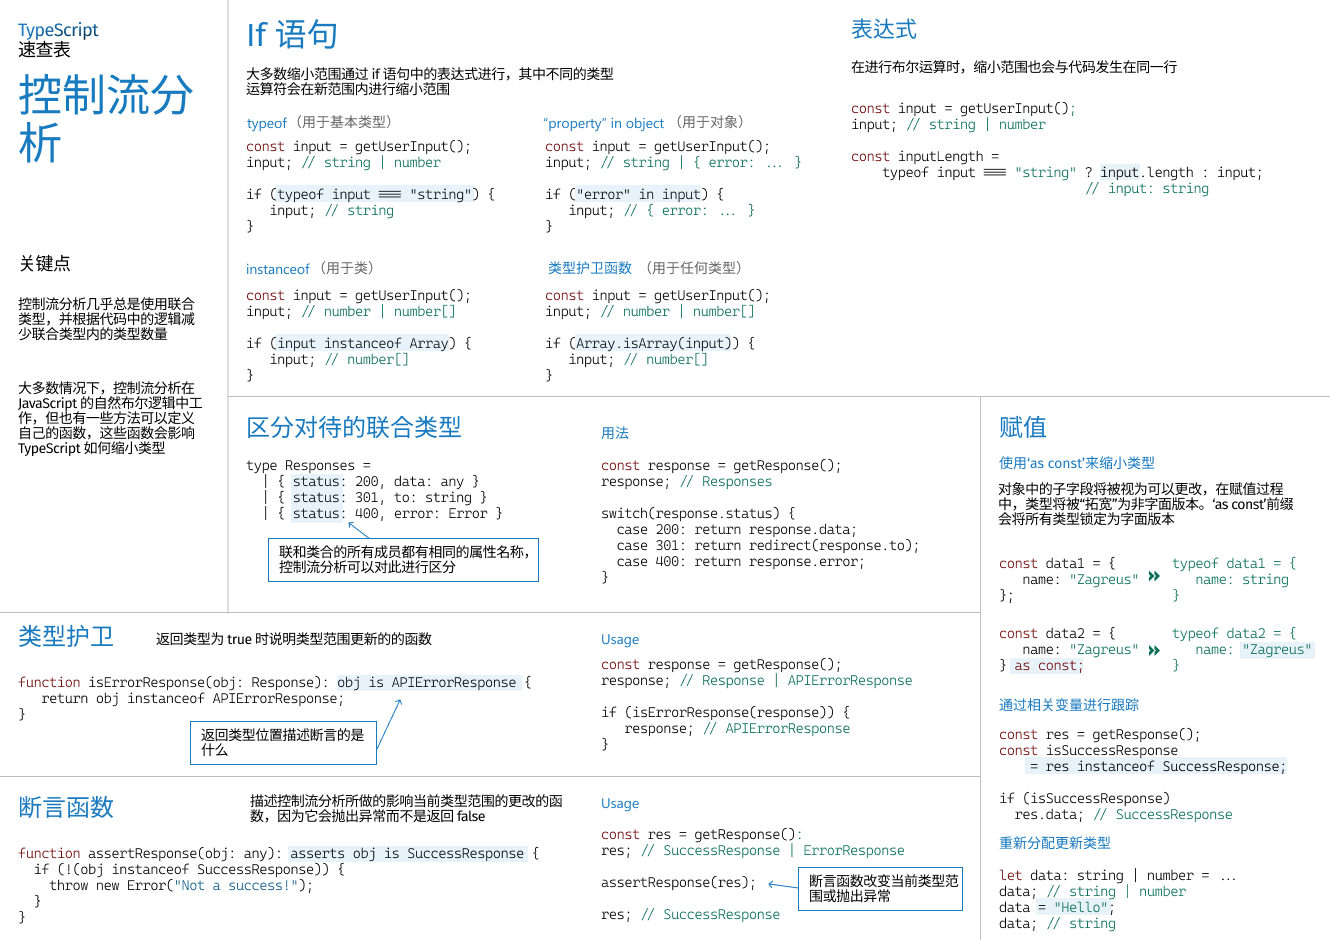 TypeScript
速查表
控制流分
析
关键点
控制流分析几乎总是使用联合
类型，并根据代码中的逻辑减
少联合类型内的类型数量
大多数情况下，控制流分析在
JavaScript 的自然布尔逻辑中工
作，但也有一些方法可以定义
自己的函数，这些函数会影响
TypeScript 如何缩小类型
If 语句
大多数缩小范围通过 if 语句中的表达式进行，其中不同的类型
运算符会在新范围内进行缩小范围
typeof（用于基本类型）
const input = getUserInput();
input; // string | number
if (typeof input === "string") {
input; // string
}
“property” in object （用于对象）
const input = getUserInput();
input; // string | { error: ... }
if ("error" in input) {
input; // { error: ... }
}
instanceof （用于类）
const input = getUserInput();
input; // number | number[]
if (input instanceof Array) {
input; // number[]
}
类型护卫函数 （用于任何类型）
const input = getUserInput();
input; // number | number[]
if (Array.isArray(input)) {
input; // number[]
}
表达式
在进行布尔运算时，缩小范围也会与代码发生在同一行
const input = getUserInput();
input; // string | number
const inputLength =
typeof input === "string" ? input.length : input;
// input: string
区分对待的联合类型
type Responses =
| { status: 200, data: any }
| { status: 301, to: string }
| { status: 400, error: Error }
联和类合的所有成员都有相同的属性名称，
控制流分析可以对此进行区分
用法
const response = getResponse();
response; // Responses
switch(response.status) {
case 200: return response.data;
case 301: return redirect(response.to);
case 400: return response.error;
}
类型护卫
返回类型为 true 时说明类型范围更新的的函数
function isErrorResponse(obj: Response): obj is APIErrorResponse {
return obj instanceof APIErrorResponse;
}
返回类型位置描述断言的是
什么
Usage
const response = getResponse();
response; // Response | APIErrorResponse
if (isErrorResponse(response)) {
response; // APIErrorResponse
}
断言函数
描述控制流分析所做的影响当前类型范围的更改的函
数，因为它会抛出异常而不是返回 false
function assertResponse(obj: any): asserts obj is SuccessResponse {
if (!(obj instanceof SuccessResponse)) {
throw new Error("Not a success!");
}
}
Usage
const res = getResponse():
res; // SuccessResponse | ErrorResponse
assertResponse(res);
断言函数改变当前类型范
围或抛出异常
res; // SuccessResponse
赋值
使用‘as const’来缩小类型
对象中的子字段将被视为可以更改，在赋值过程
中，类型将被“拓宽”为非字面版本。‘as const’前缀
会将所有类型锁定为字面版本
const data1 = {
name: "Zagreus"
};
typeof data1 = {
name: string
}
const data2 = {
name: "Zagreus"
} as const;
typeof data2 = {
name: "Zagreus"
}
通过相关变量进行跟踪
const res = getResponse();
const isSuccessResponse
= res instanceof SuccessResponse;
if (isSuccessResponse)
res.data; // SuccessResponse
重新分配更新类型
let data: string | number = ...
data; // string | number
data = "Hello";
data; // string